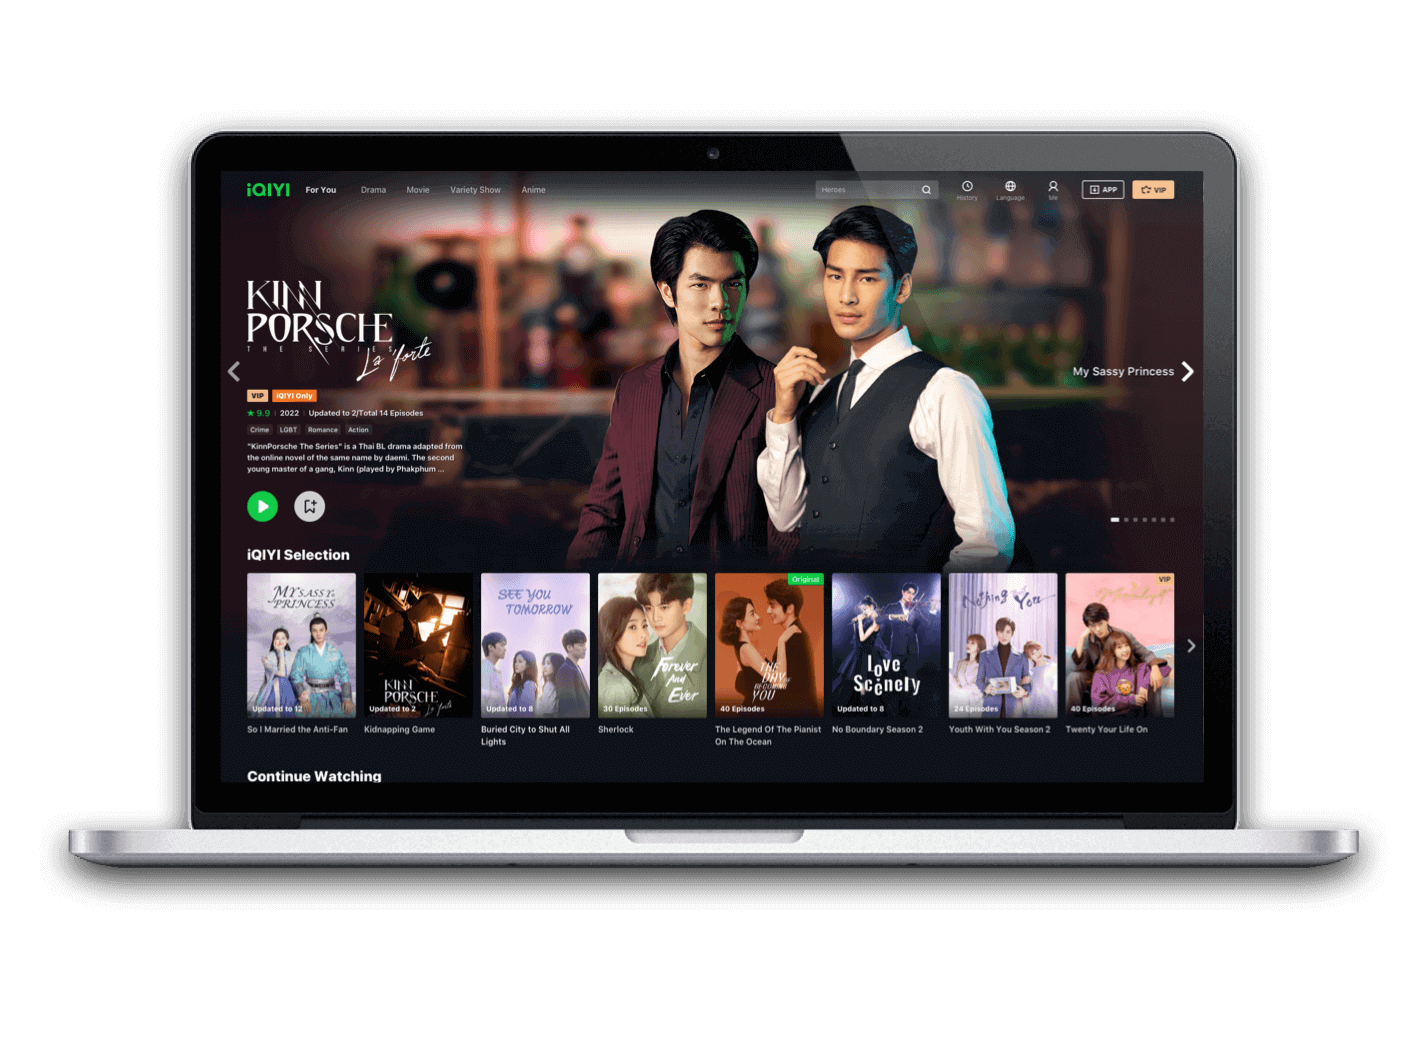 iQIYI
For You
Drama
Movie
Variety Show
Anime
Heroes
History
Language
Me
APP
VIP
KINN
PORSCHE
THE SERIES
La forte
My Sassy Princess
VIP
iQIYI Only
9.9
2022
Updated to 2/Total 14 Episodes
Crime
LGBT
Romance
Action
"KinnPorsche The Series" is a Thai BL drama adapted from
the online novel of the same name by daemi. The second
young master of a gang, Kinn (played by Phakphum ...
iQIYI Selection
MY SASSY
PRINCESS
Updated to 12
So I Married the Anti-Fan
KINN
PORSCHE
La forte
Updated to 2
Kidnapping Game
SEE YOU
TOMORROW
Updated to 8
Buried City to Shut All
Lights
Forever
And
Ever
30 Episodes
Sherlock
Original
THE
DAY OF
BECOMING
YOU
40 Episodes
The Legend Of The Pianist
On The Ocean
Love
Scenely
Updated to 8
No Boundary Season 2
Nothing You
24 Episodes
Youth With You Season 2
VIP
40 Episodes
Twenty Your Life On
Continue Watching